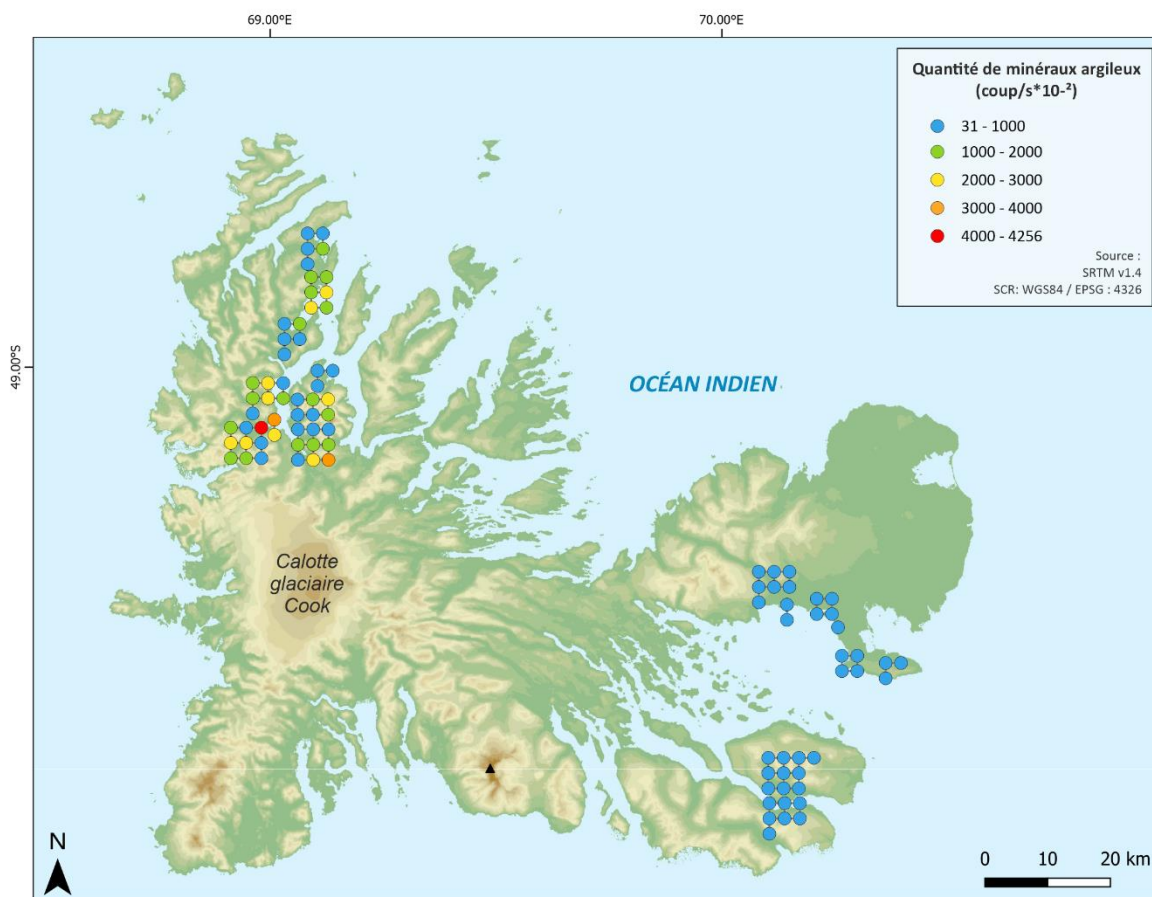 69.00°E
70.00°E
49.00°S
Quantité de minéraux argileux
(coup/s*10-²)
31 - 1000
1000 - 2000
2000 - 3000
3000 - 4000
4000 - 4256
Source :
SRTM v1.4
SCR: WGS84 / EPSG : 4326
OCÉAN INDIEN
Calotte
glaciaire
Cook
N
0 10 20 km